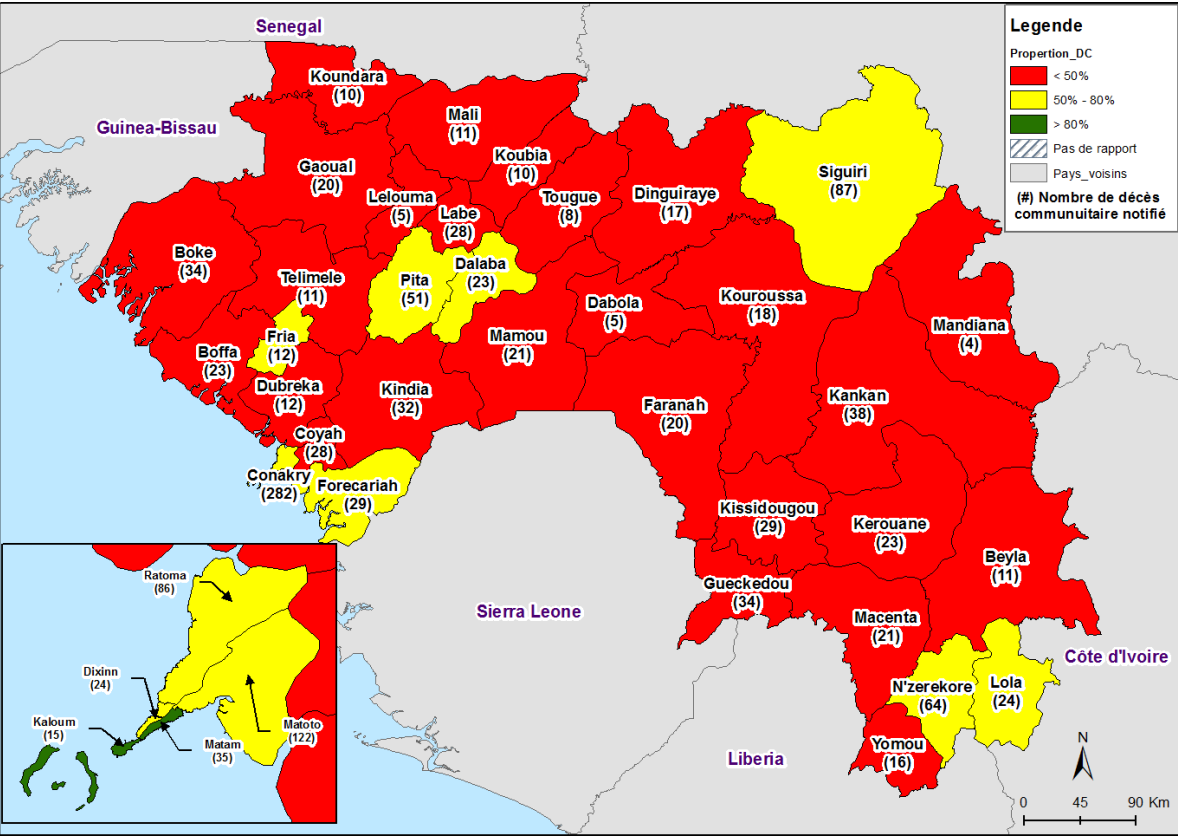 Senegal
Legende
Propertion_DC
< 50%
50% - 80%
> 80%
Pas de rapport
Pays_voisins
(#) Nombre de décès
communuitaire notifié
Koundara
(10)
Guinea-Bissau
Mali
(11)
Koubia
(10)
Gaoual
(20)
Siguiri
(87)
Lelouma
(5)
Tougue
(8)
Dinguiraye
(17)
Labe
(28)
Boke
(34)
Telimele
(11)
Pita
(51)
Dalaba
(23)
Dabola
(5)
Kouroussa
(18)
Mandiana
(4)
Fria
(12)
Mamou
(21)
Boffa
(23)
Dubreka
(12)
Kindia
(32)
Kankan
(38)
Faranah
(20)
Coyah
(28)
Conakry
(282)
Forecariah
(29)
Kissidougou
(29)
Kerouane
(23)
Beyla
(11)
Gueckedou
(34)
Ratoma
(86)
Sierra Leone
Macenta
(21)
Côte d'Ivoire
Dixinn
(24)
N'zerekore
(64)
Lola
(24)
Kaloum
(15)
Matam
(35)
Matoto
(122)
Yomou
(16)
Liberia
N
0 45 90 Km